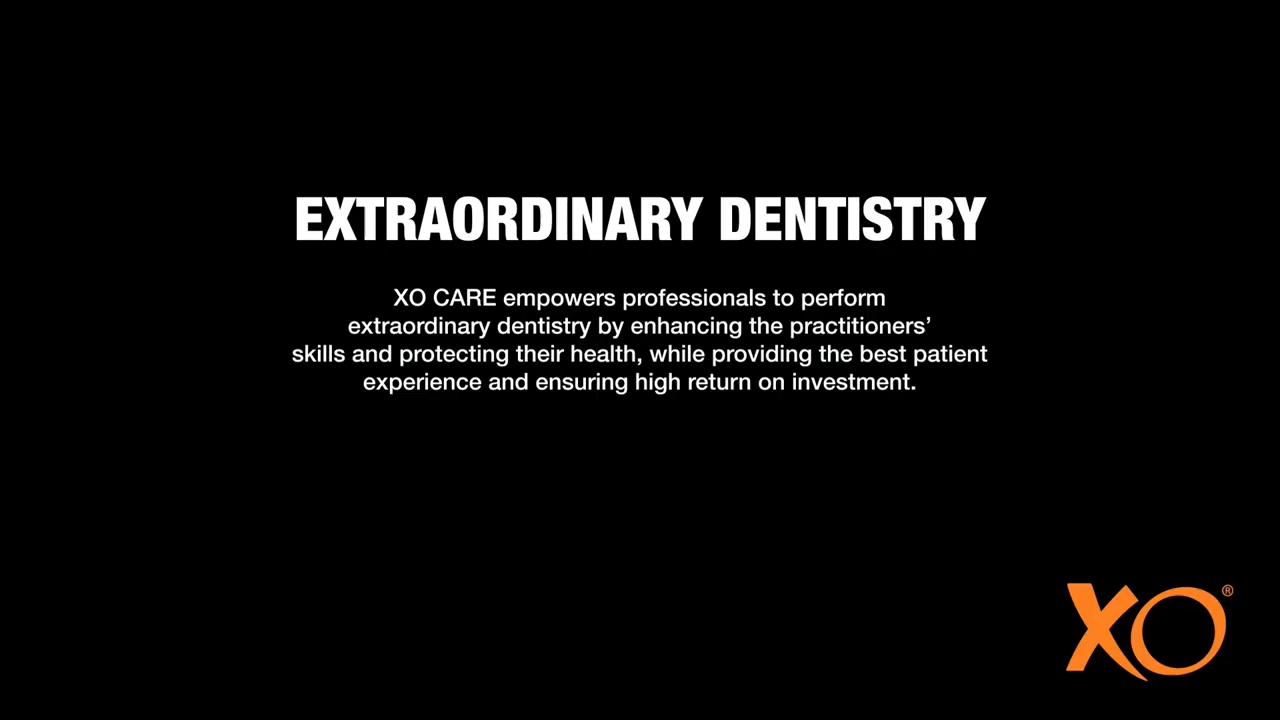 EXTRAORDINARY DENTISTRY
XO CARE empowers professionals to perform
extraordinary dentistry by enhancing the practitioners’
skills and protecting their health, while providing the best patient
experience and ensuring high return on investment.
XO®